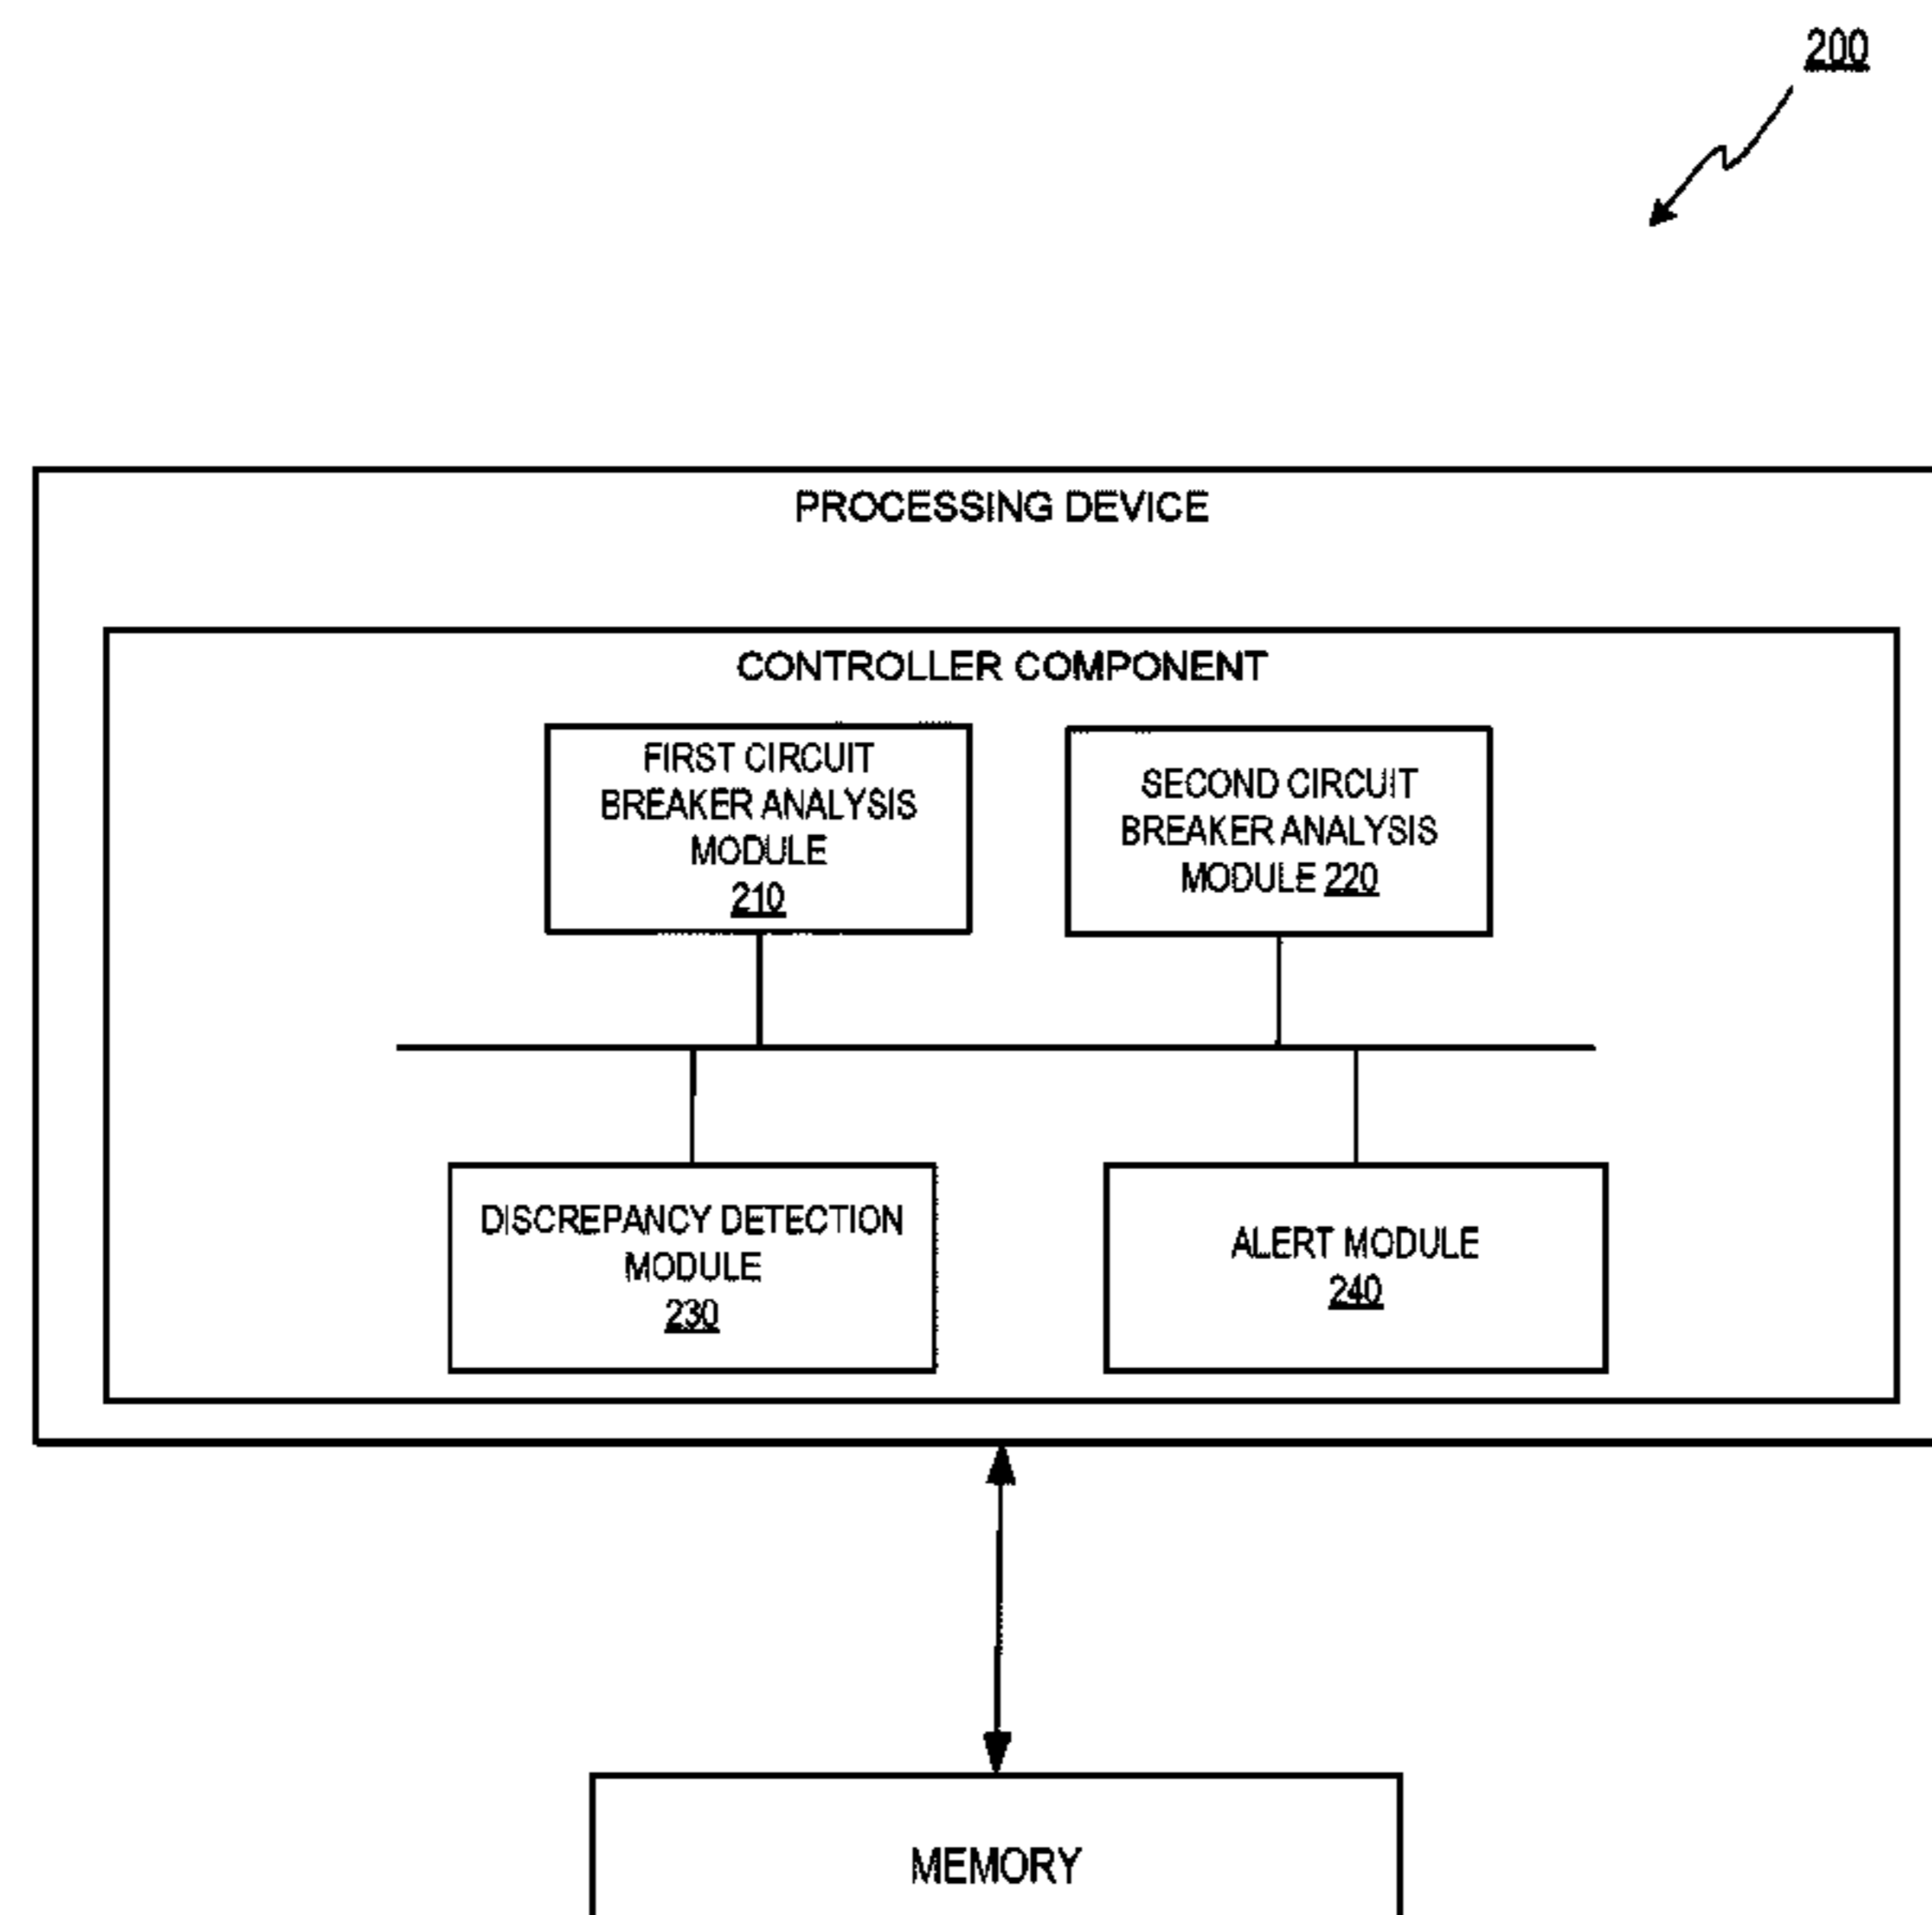 200
PROCESSING DEVICE
CONTROLLER COMPONENT
FIRST CIRCUIT
BREAKER ANALYSIS
MODULE
210
SECOND CIRCUIT
BREAKER ANALYSIS
MODULE 220
DISCREPANCY DETECTION
MODULE
230
ALERT MODULE
240
MEMORY